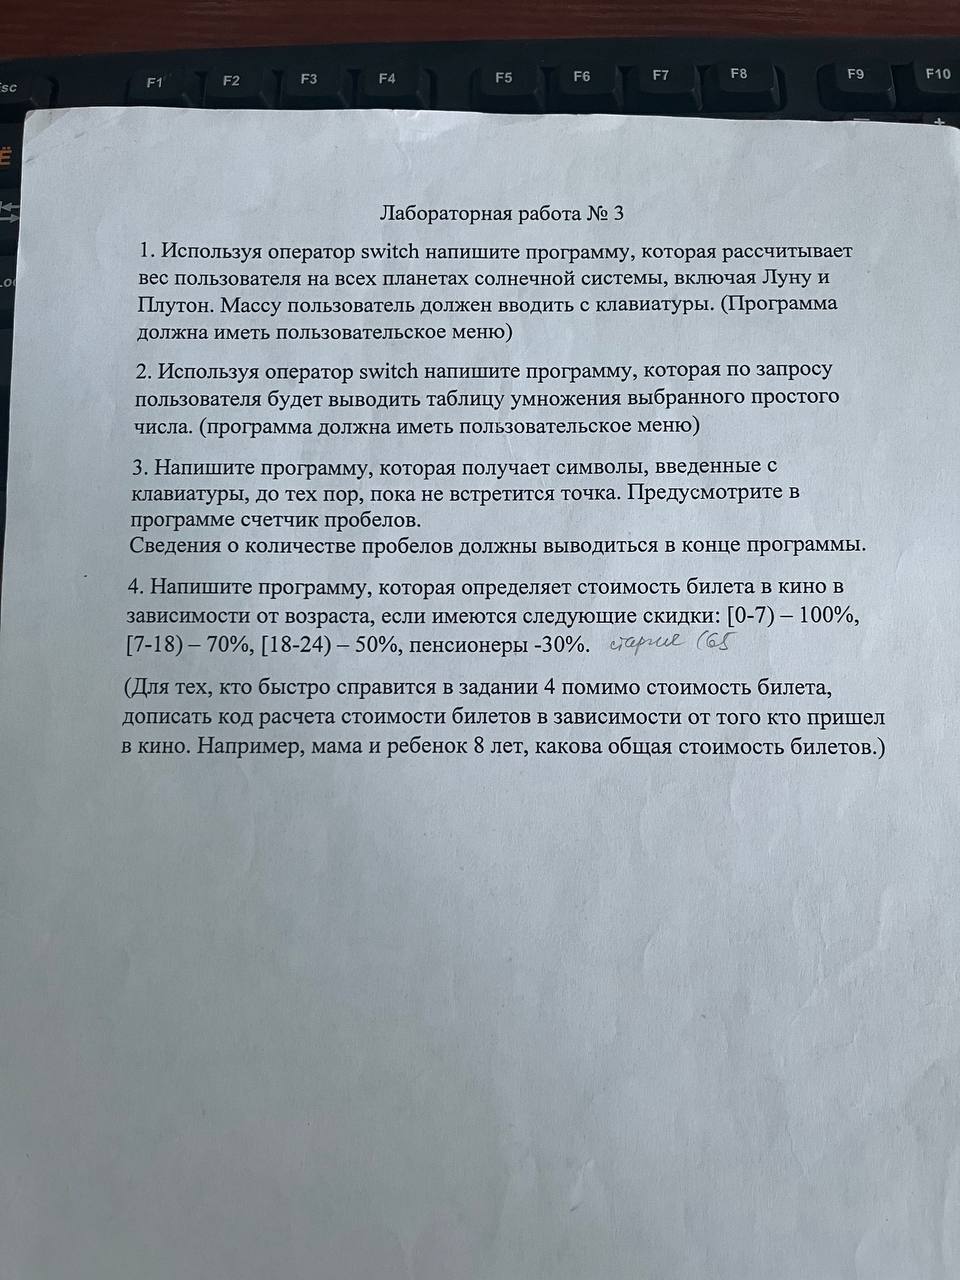 Esc F1 F2 F3 F4 F5 F6 F7 F8 F9 F10
Ё
Лабораторная работа № 3
1. Используя оператор switch напишите программу, которая рассчитывает
вес пользователя на всех планетах солнечной системы, включая Луну и
Плутон. Массу пользователь должен вводить с клавиатуры. (Программа
должна иметь пользовательское меню)
2. Используя оператор switch напишите программу, которая по запросу
пользователя будет выводить таблицу умножения выбранного простого
числа. (программа должна иметь пользовательское меню)
3. Напишите программу, которая получает символы, введенные с
клавиатуры, до тех пор, пока не встретится точка. Предусмотрите в
программе счетчик пробелов.
Сведения о количестве пробелов должны выводиться в конце программы.
4. Напишите программу, которая определяет стоимость билета в кино в
зависимости от возраста, если имеются следующие скидки: [0-7) – 100%,
[7-18) – 70%, [18-24) – 50%, пенсионеры -30%. старше (65
(Для тех, кто быстро справится в задании 4 помимо стоимость билета,
дописать код расчета стоимости билетов в зависимости от того кто пришел
в кино. Например, мама и ребенок 8 лет, какова общая стоимость билетов.)